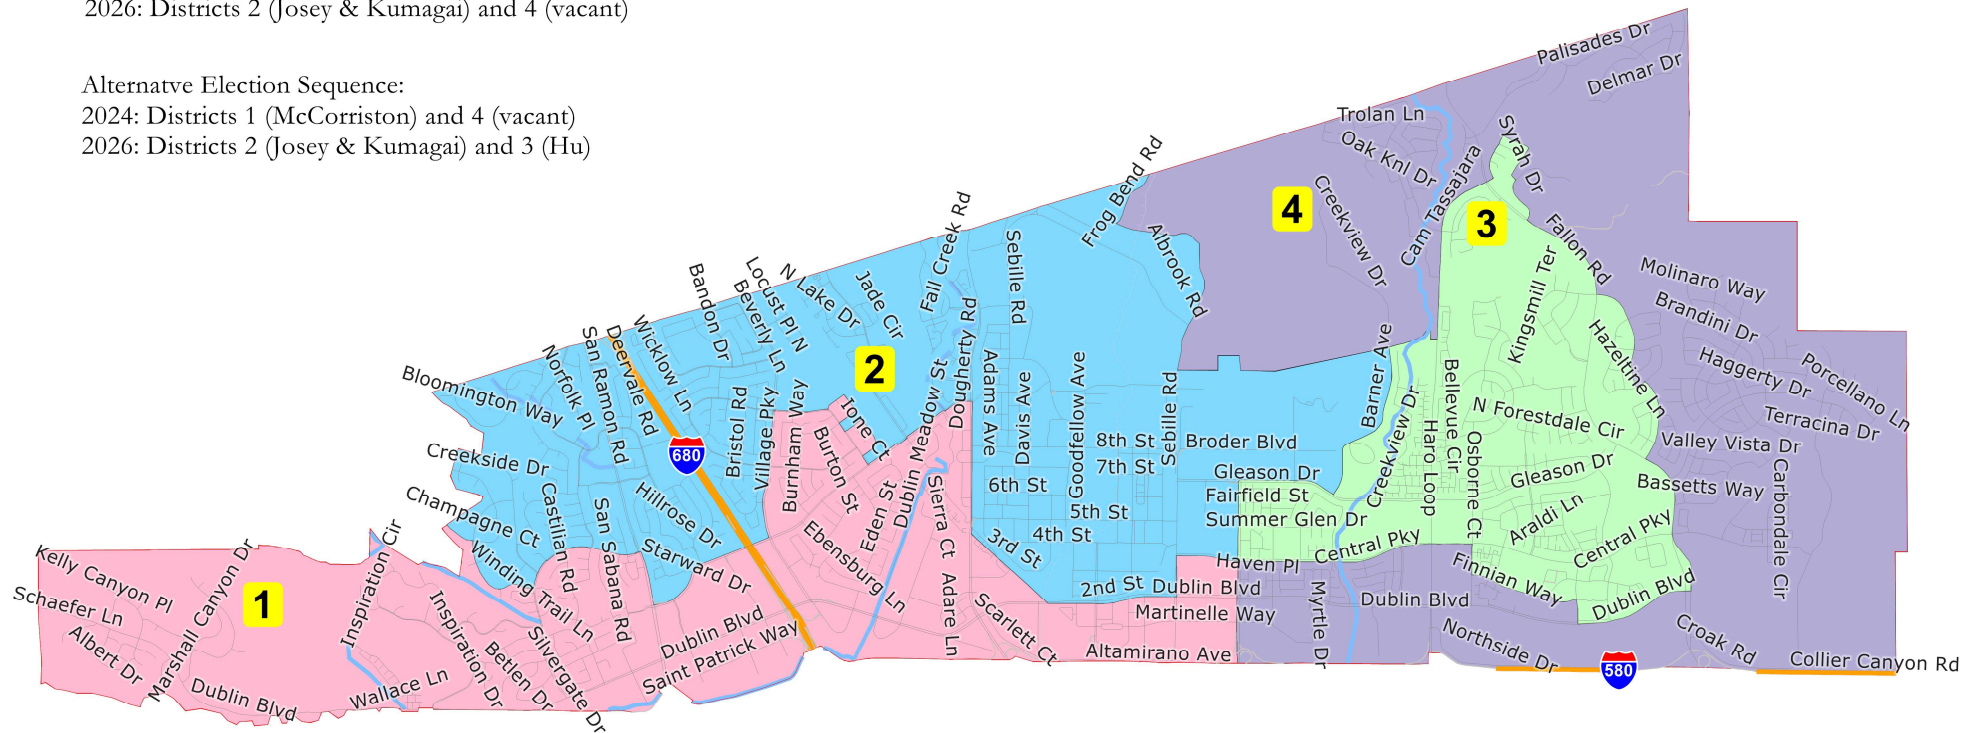 2026: Districts 2 (Josey & Kumagai) and 4 (vacant)
Alternatve Election Sequence:
2024: Districts 1 (McCorriston) and 4 (vacant)
2026: Districts 2 (Josey & Kumagai) and 3 (Hu)
Palisades Dr
Delmar Dr
Trolan Ln
Oak Knl Dr
Syrah Dr
Cam Tassajara
Creekview Dr
4
3
Frog Bend Rd
Albrook Rd
Fallon Rd
Kingsmill Ter
Molinaro Way
Brandini Dr
Haggerty Dr
Porcellano Ln
Terracina Dr
Hazeltine Ln
Valley Vista Dr
Bassetts Way
Carbondale Cir
Sebille Rd
Fall Creek Rd
Jade Cir
N Lake Dr
Locust Pl N
Beverly Ln
Bandon Dr
Wicklow Ln
Deervale Rd
San Ramon Rd
Norfolk Pl
Bloomington Way
2
Dougherty Rd
Adams Ave
Davis Ave
Goodfellow Ave
Sebille Rd
8th St
7th St
6th St
5th St
4th St
3rd St
2nd St
Broder Blvd
Gleason Dr
Fairfield St
Summer Glen Dr
Barner Ave
Creekview Dr
Bellevue Cir
Haro Loop
Osborne Ct
N Forestdale Cir
Gleason Dr
Araldi Ln
Central Pky
Central Pky
Finnian Way
Dublin Blvd
Haven Pl
Dublin Blvd
Martinelle Way
Altamirano Ave
Myrtle Dr
Dublin Blvd
Northside Dr
580
Croak Rd
Collier Canyon Rd
680
Bristol Rd
Village Pky
Burnham Way
Burton St
Ione Ct
Dublin Meadow St
Eden St
Ebensburg Ln
Sierra Ct
Adare Ln
Scarlett Ct
Creekside Dr
Champagne Ct
Castilian Rd
Winding Trail Ln
San Sabana Rd
Hillrose Dr
Starward Dr
Dublin Blvd
Saint Patrick Way
Kelly Canyon Pl
Schaefer Ln
Albert Dr
Marshall Canyon Dr
1
Dublin Blvd
Inspiration Cir
Wallace Ln
Inspiration Dr
Betlen Dr
Silvergate Dr